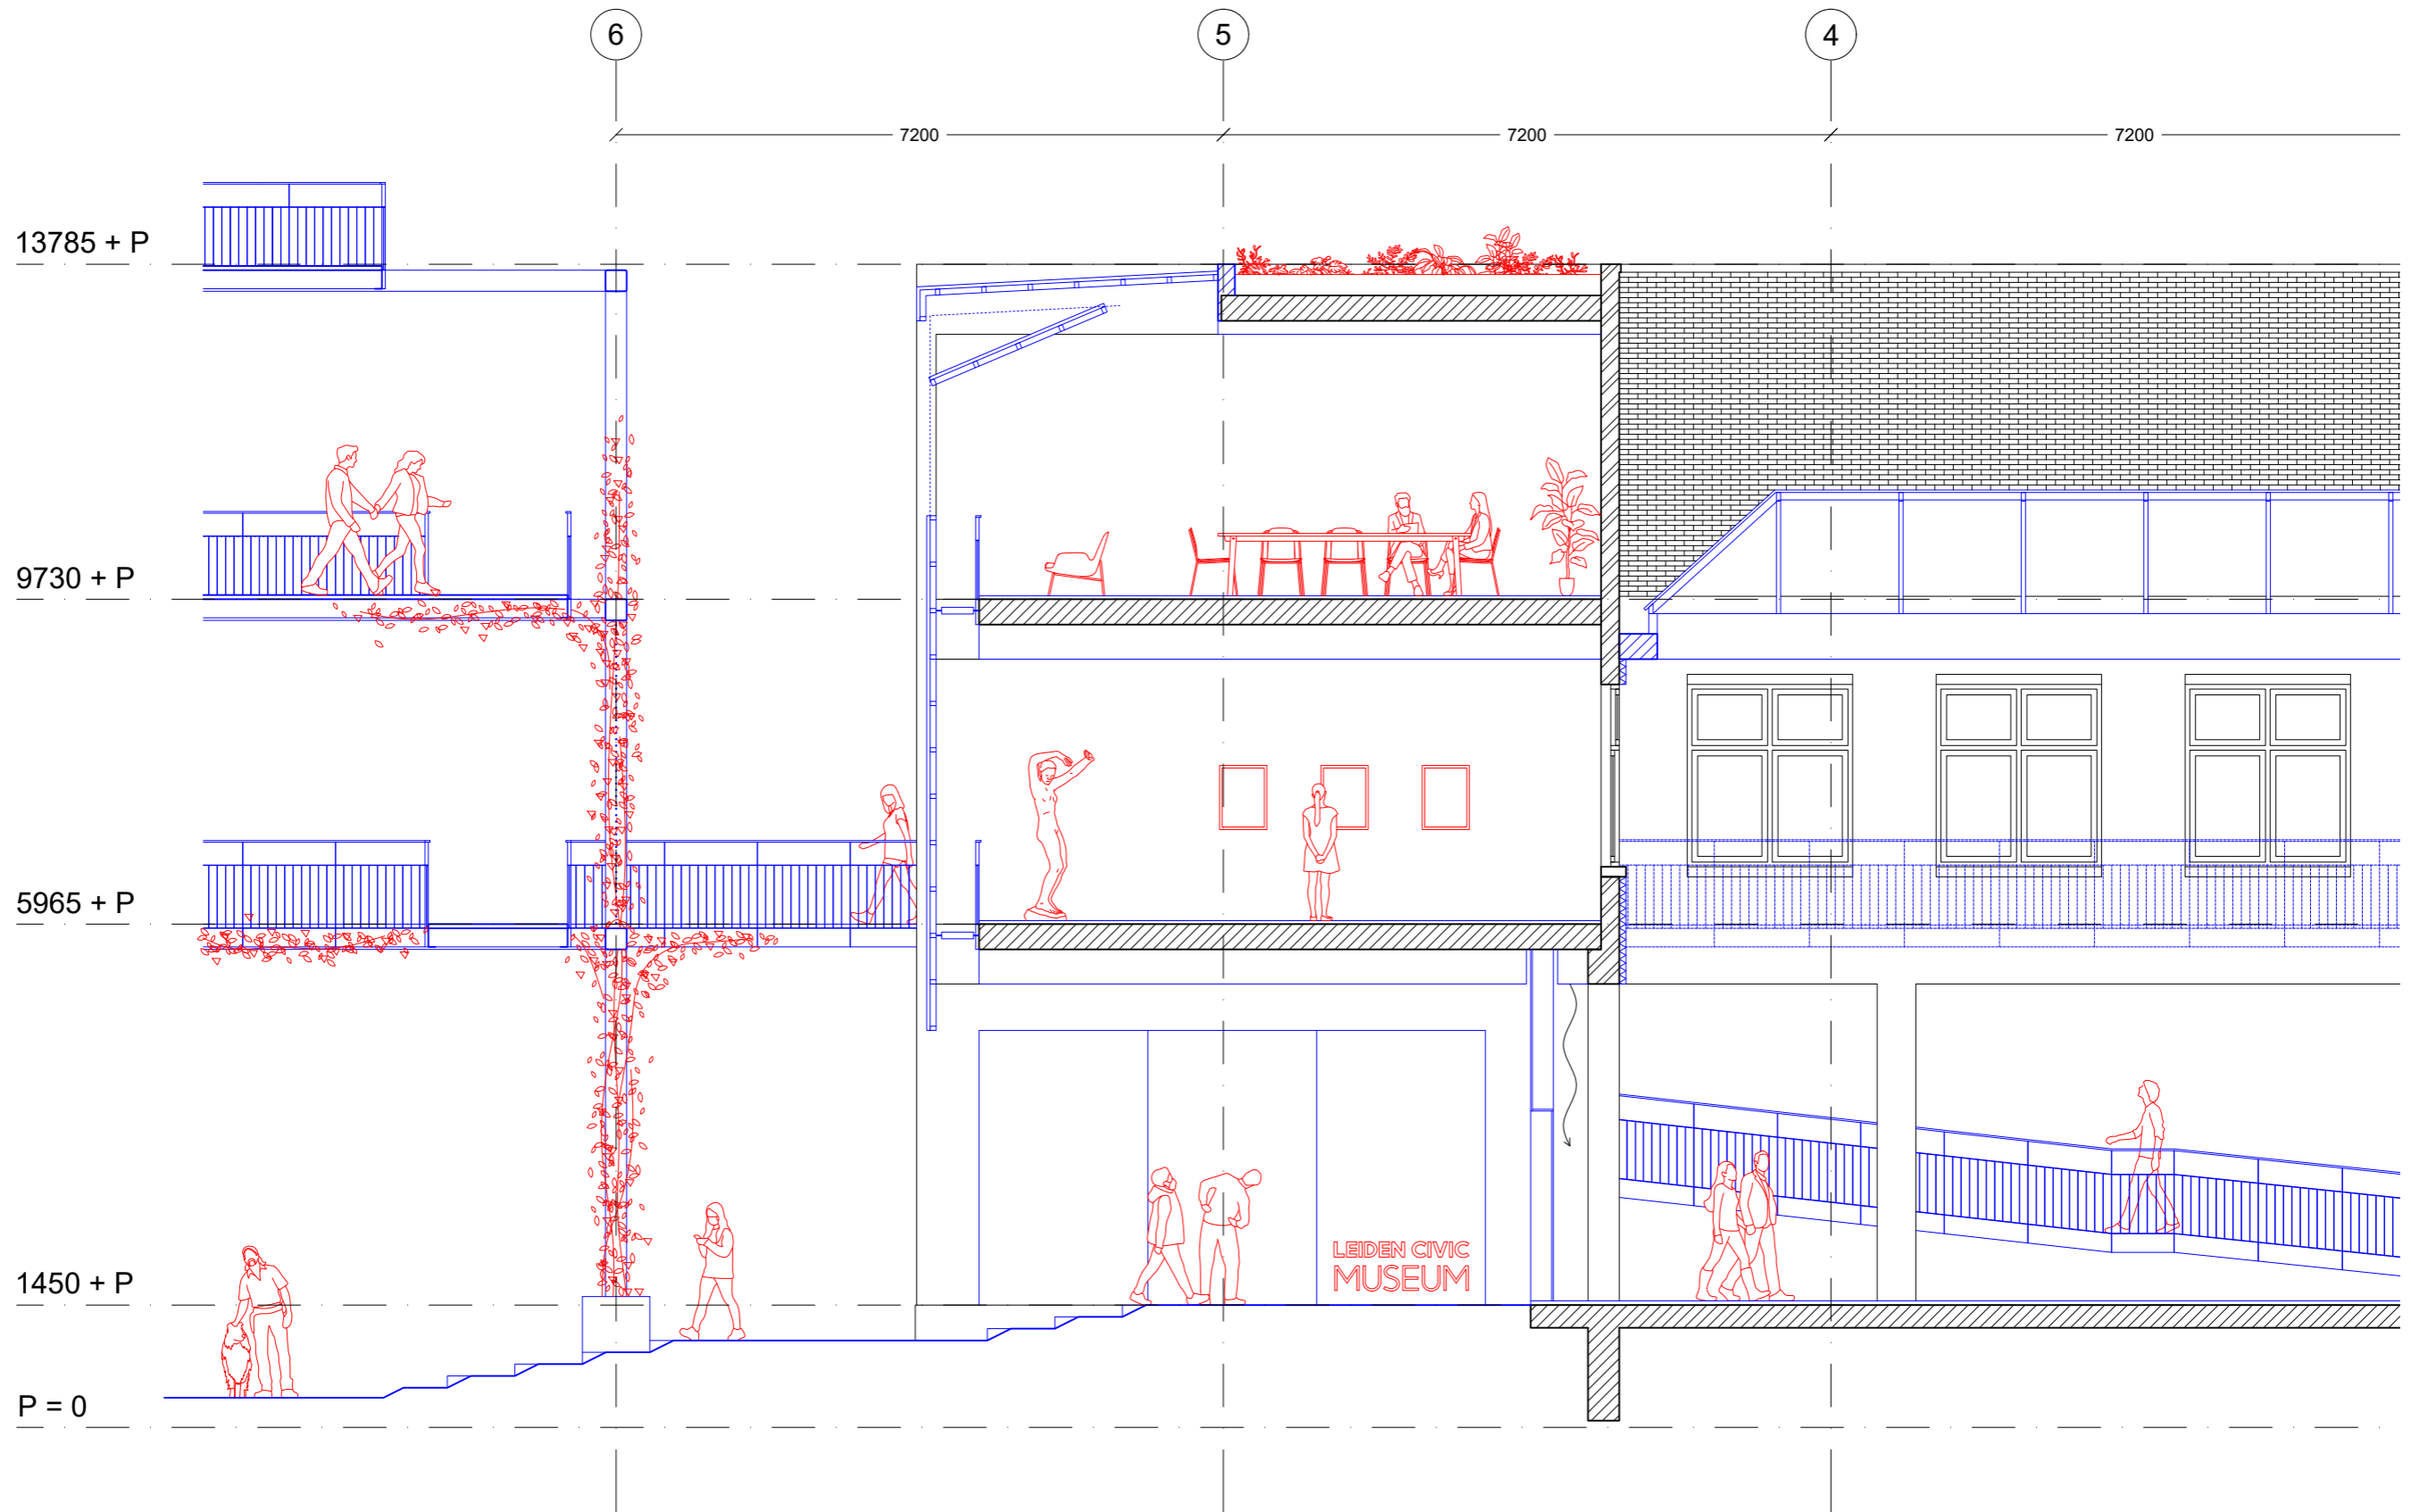 6 5 4
7200 7200 7200
13785 + P
9730 + P
5965 + P
LEIDEN CIVIC
MUSEUM
1450 + P
P = 0